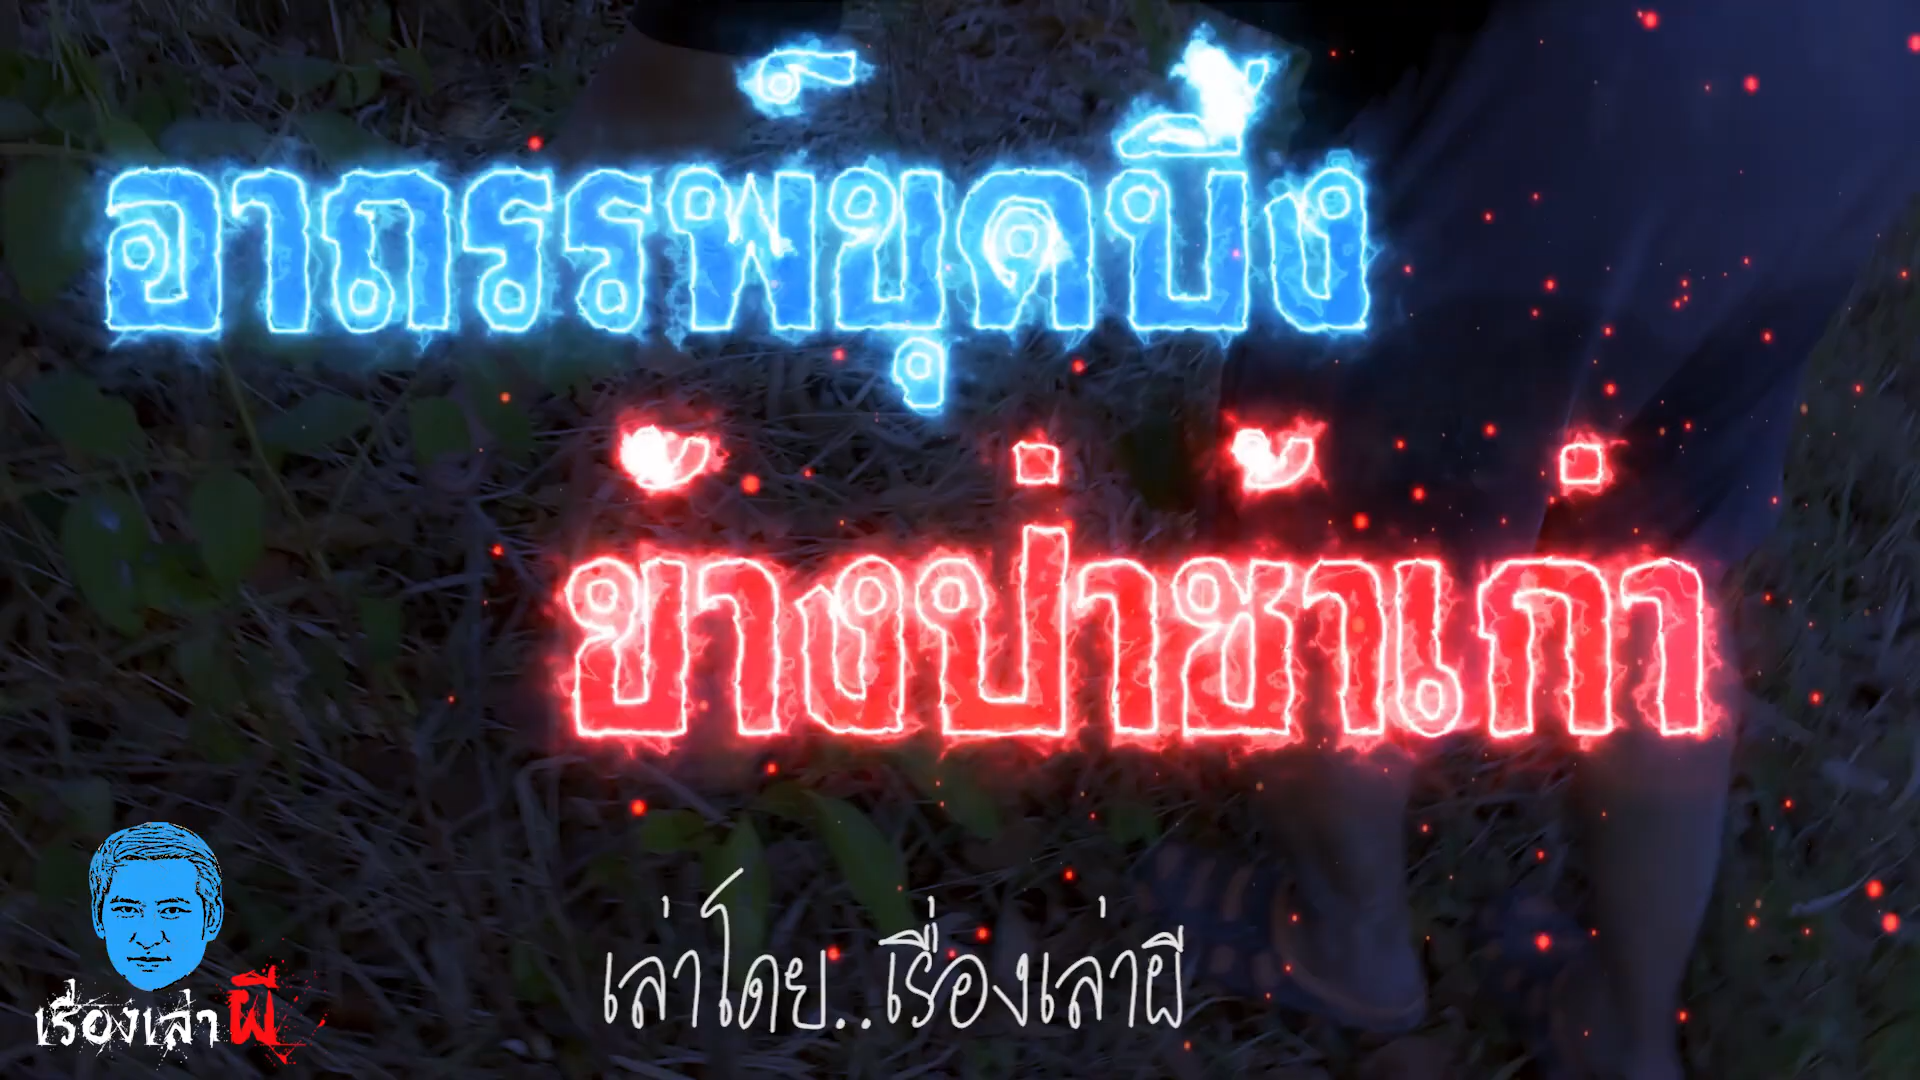 อาถรรพ์ขุดบึ้ง
ข้างป่าช้าเก่า
เล่าโดย..เรื่องเล่าผี
เรื่องเล่าผี